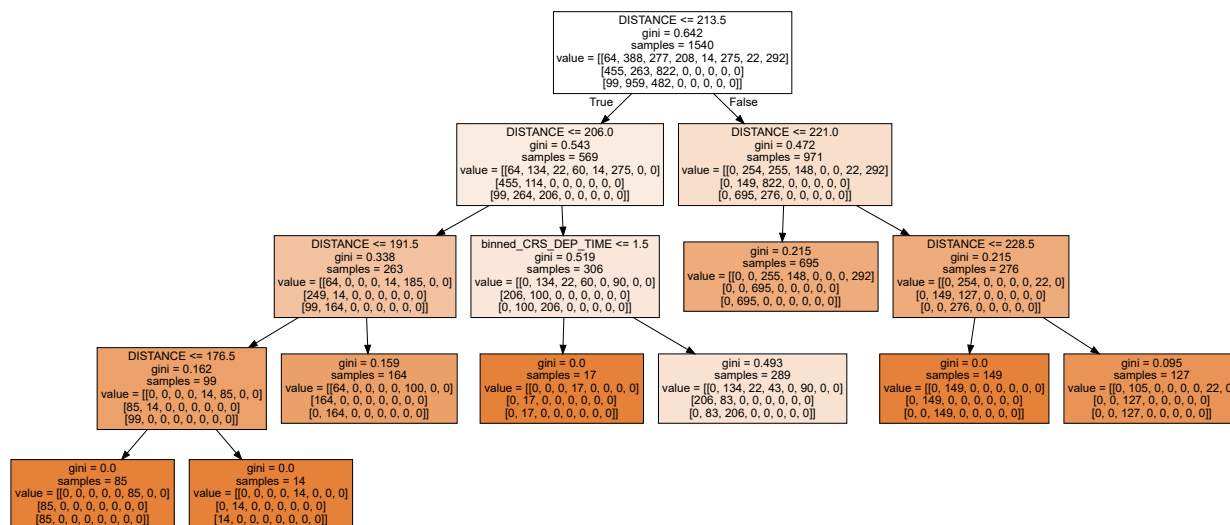 DISTANCE <= 213.5
gini = 0.642
samples = 1540
value = [[64, 388, 277, 208, 14, 275, 22, 292]
[455, 263, 822, 0, 0, 0, 0, 0]
[99, 959, 482, 0, 0, 0, 0, 0]]
True
False
DISTANCE <= 206.0
gini = 0.543
samples = 569
value = [[64, 134, 22, 60, 14, 275, 0, 0]
[455, 114, 0, 0, 0, 0, 0, 0]
[99, 264, 206, 0, 0, 0, 0, 0]]
DISTANCE <= 221.0
gini = 0.472
samples = 971
value = [[0, 254, 255, 148, 0, 0, 22, 292]
[0, 149, 822, 0, 0, 0, 0, 0]
[0, 695, 276, 0, 0, 0, 0, 0]]
DISTANCE <= 191.5
gini = 0.338
samples = 263
value = [[64, 0, 0, 0, 14, 185, 0, 0]
[249, 14, 0, 0, 0, 0, 0, 0]
[99, 164, 0, 0, 0, 0, 0, 0]]
binned_CRS_DEP_TIME <= 1.5
gini = 0.519
samples = 306
value = [[0, 134, 22, 60, 0, 90, 0, 0]
[206, 100, 0, 0, 0, 0, 0, 0]
[0, 100, 206, 0, 0, 0, 0, 0]]
gini = 0.215
samples = 695
value = [[0, 0, 255, 148, 0, 0, 0, 292]
[0, 0, 695, 0, 0, 0, 0, 0]
[0, 695, 0, 0, 0, 0, 0, 0]]
DISTANCE <= 228.5
gini = 0.215
samples = 276
value = [[0, 254, 0, 0, 0, 0, 22, 0]
[0, 149, 127, 0, 0, 0, 0, 0]
[0, 0, 276, 0, 0, 0, 0, 0]]
DISTANCE <= 176.5
gini = 0.162
samples = 99
value = [[0, 0, 0, 0, 14, 85, 0, 0]
[85, 14, 0, 0, 0, 0, 0, 0]
[99, 0, 0, 0, 0, 0, 0, 0]]
gini = 0.159
samples = 164
value = [[64, 0, 0, 0, 0, 100, 0, 0]
[164, 0, 0, 0, 0, 0, 0, 0]
[0, 164, 0, 0, 0, 0, 0, 0]]
gini = 0.0
samples = 17
value = [[0, 0, 0, 17, 0, 0, 0, 0]
[0, 17, 0, 0, 0, 0, 0, 0]
[0, 17, 0, 0, 0, 0, 0, 0]]
gini = 0.493
samples = 289
value = [[0, 134, 22, 43, 0, 90, 0, 0]
[206, 83, 0, 0, 0, 0, 0, 0]
[0, 83, 206, 0, 0, 0, 0, 0]]
gini = 0.0
samples = 149
value = [[0, 149, 0, 0, 0, 0, 0, 0]
[0, 149, 0, 0, 0, 0, 0, 0]
[0, 0, 149, 0, 0, 0, 0, 0]]
gini = 0.095
samples = 127
value = [[0, 105, 0, 0, 0, 0, 22, 0]
[0, 0, 127, 0, 0, 0, 0, 0]
[0, 0, 127, 0, 0, 0, 0, 0]]
gini = 0.0
samples = 85
value = [[0, 0, 0, 0, 0, 85, 0, 0]
[85, 0, 0, 0, 0, 0, 0, 0]
[85, 0, 0, 0, 0, 0, 0, 0]]
gini = 0.0
samples = 14
value = [[0, 0, 0, 0, 14, 0, 0, 0]
[0, 14, 0, 0, 0, 0, 0, 0]
[14, 0, 0, 0, 0, 0, 0, 0]]